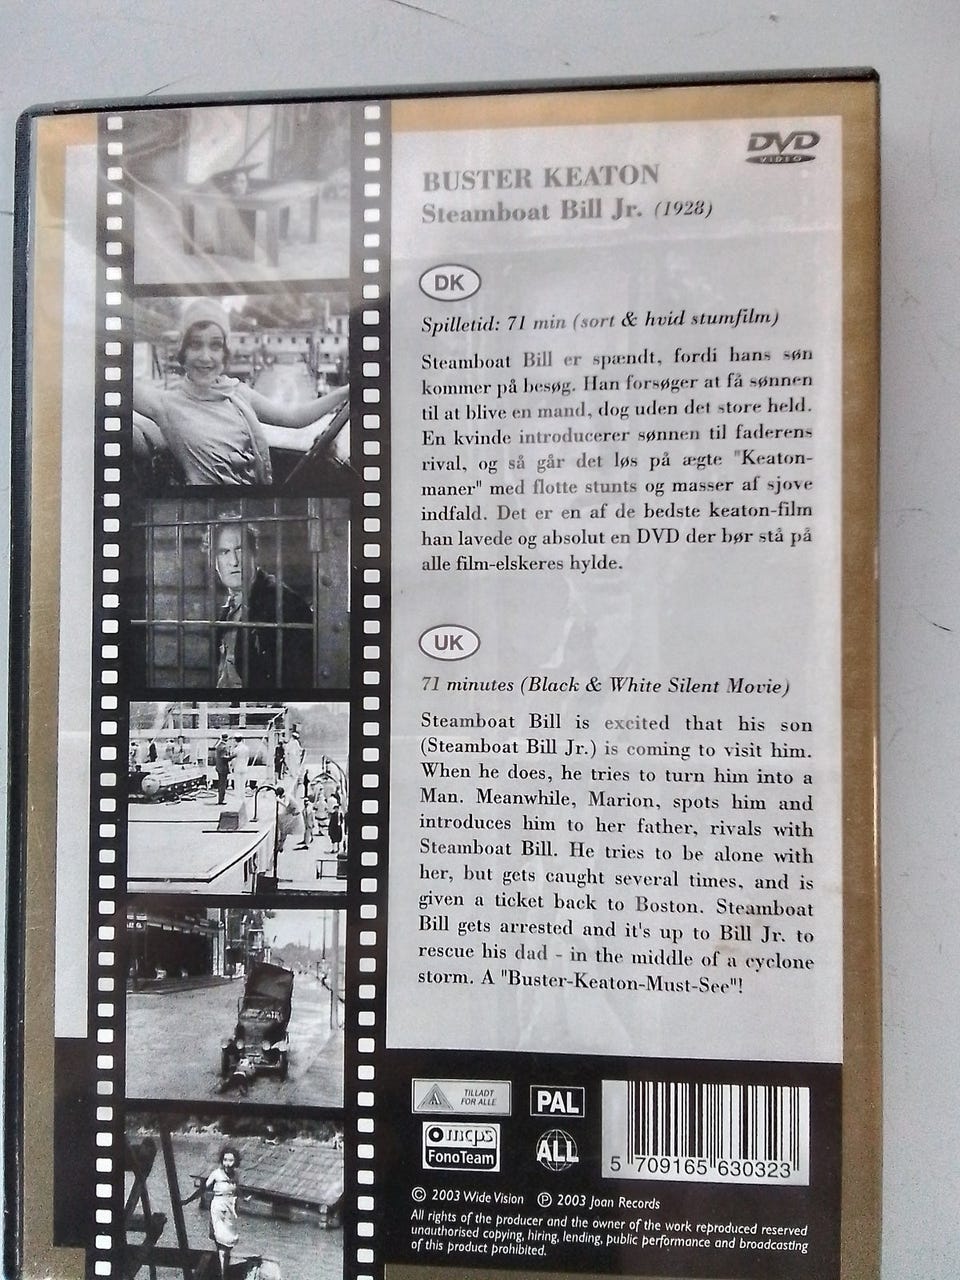 DVD
VIDEO
BUSTER KEATON
Steamboat Bill Jr. (1928)
DK
Spilletid: 71 min (sort & hvid stumfilm)
Steamboat Bill er spændt, fordi hans søn
kommer på besøg. Han forsøger at få sønnen
til at blive en mand, dog uden det store held.
En kvinde introducerer sønnen til faderens
rival, og så går det løs på ægte "Keaton-
maner" med flotte stunts og masser af sjove
indfald. Det er en af de bedste keaton-film
han lavede og absolut en DVD der bør stå på
alle film-elskeres hylde.
UK
71 minutes (Black & White Silent Movie)
Steamboat Bill is excited that his son
(Steamboat Bill Jr.) is coming to visit him.
When he does, he tries to turn him into a
Man. Meanwhile, Marion, spots him and
introduces him to her father, rivals with
Steamboat Bill. He tries to be alone with
her, but gets caught several times, and is
given a ticket back to Boston. Steamboat
Bill gets arrested and it's up to Bill Jr. to
rescue his dad - in the middle of a cyclone
storm. A "Buster-Keaton-Must-See"!
A TILLADT
FOR ALLE
PAL
mcps
FonoTeam
ALL
5 709165 630323
© 2003 Wide Vision ℗ 2003 Joan Records
All rights of the producer and the owner of the work reproduced reserved
unauthorised copying, hiring, lending, public performance and broadcasting
of this product prohibited.